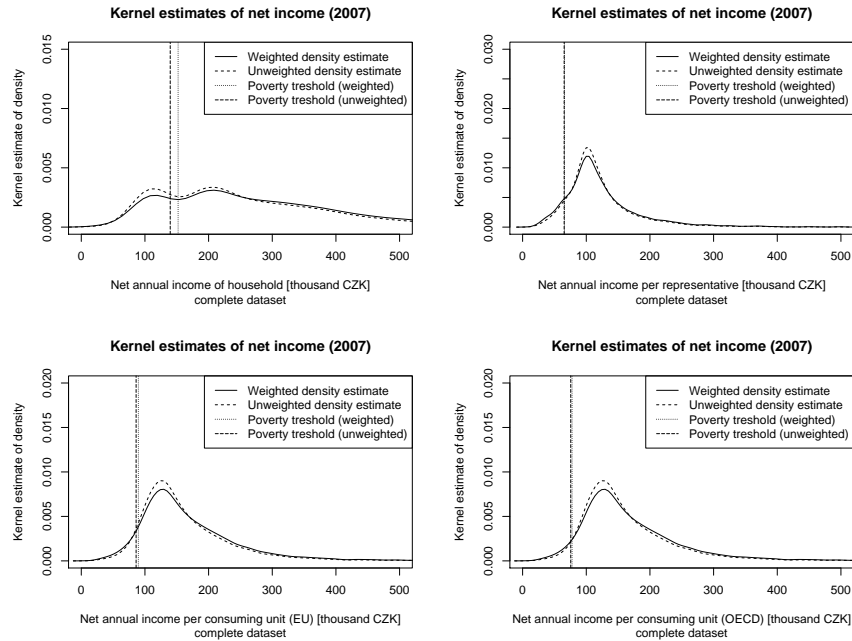 Kernel estimates of net income (2007)
Kernel estimate of density
0.000
0.005
0.010
0.015
Weighted density estimate
Unweighted density estimate
Poverty treshold (weighted)
Poverty treshold (unweighted)
0 100 200 300 400 500
Net annual income of household [thousand CZK]
complete dataset
Kernel estimates of net income (2007)
Kernel estimate of density
0.000
0.010
0.020
0.030
Weighted density estimate
Unweighted density estimate
Poverty treshold (weighted)
Poverty treshold (unweighted)
0 100 200 300 400 500
Net annual income per representative [thousand CZK]
complete dataset
Kernel estimates of net income (2007)
Kernel estimate of density
0.000
0.005
0.010
0.015
0.020
Weighted density estimate
Unweighted density estimate
Poverty treshold (weighted)
Poverty treshold (unweighted)
0 100 200 300 400 500
Net annual income per consuming unit (EU) [thousand CZK]
complete dataset
Kernel estimates of net income (2007)
Kernel estimate of density
0.000
0.005
0.010
0.015
0.020
Weighted density estimate
Unweighted density estimate
Poverty treshold (weighted)
Poverty treshold (unweighted)
0 100 200 300 400 500
Net annual income per consuming unit (OECD) [thousand CZK]
complete dataset